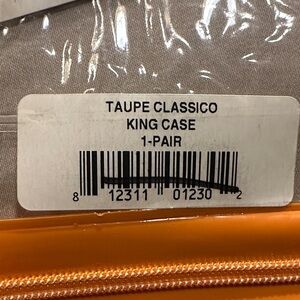 TAUPE CLASSICO
KING CASE
1-PAIR
8 12311 01230 2